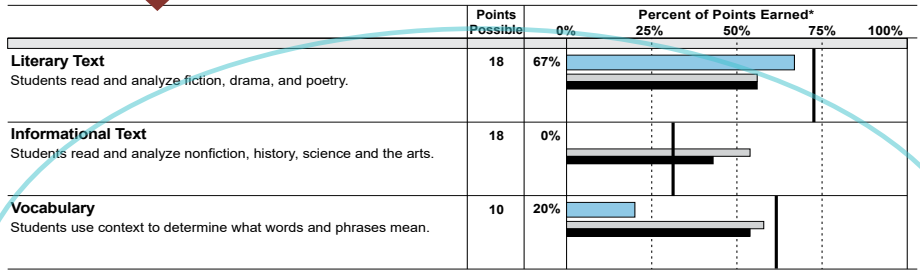 Points Possible Percent of Points Earned*
0% 25% 50% 75% 100%
Literary Text 18 67%
Students read and analyze fiction, drama, and poetry.
Informational Text 18 0%
Students read and analyze nonfiction, history, science and the arts.
Vocabulary 10 20%
Students use context to determine what words and phrases mean.